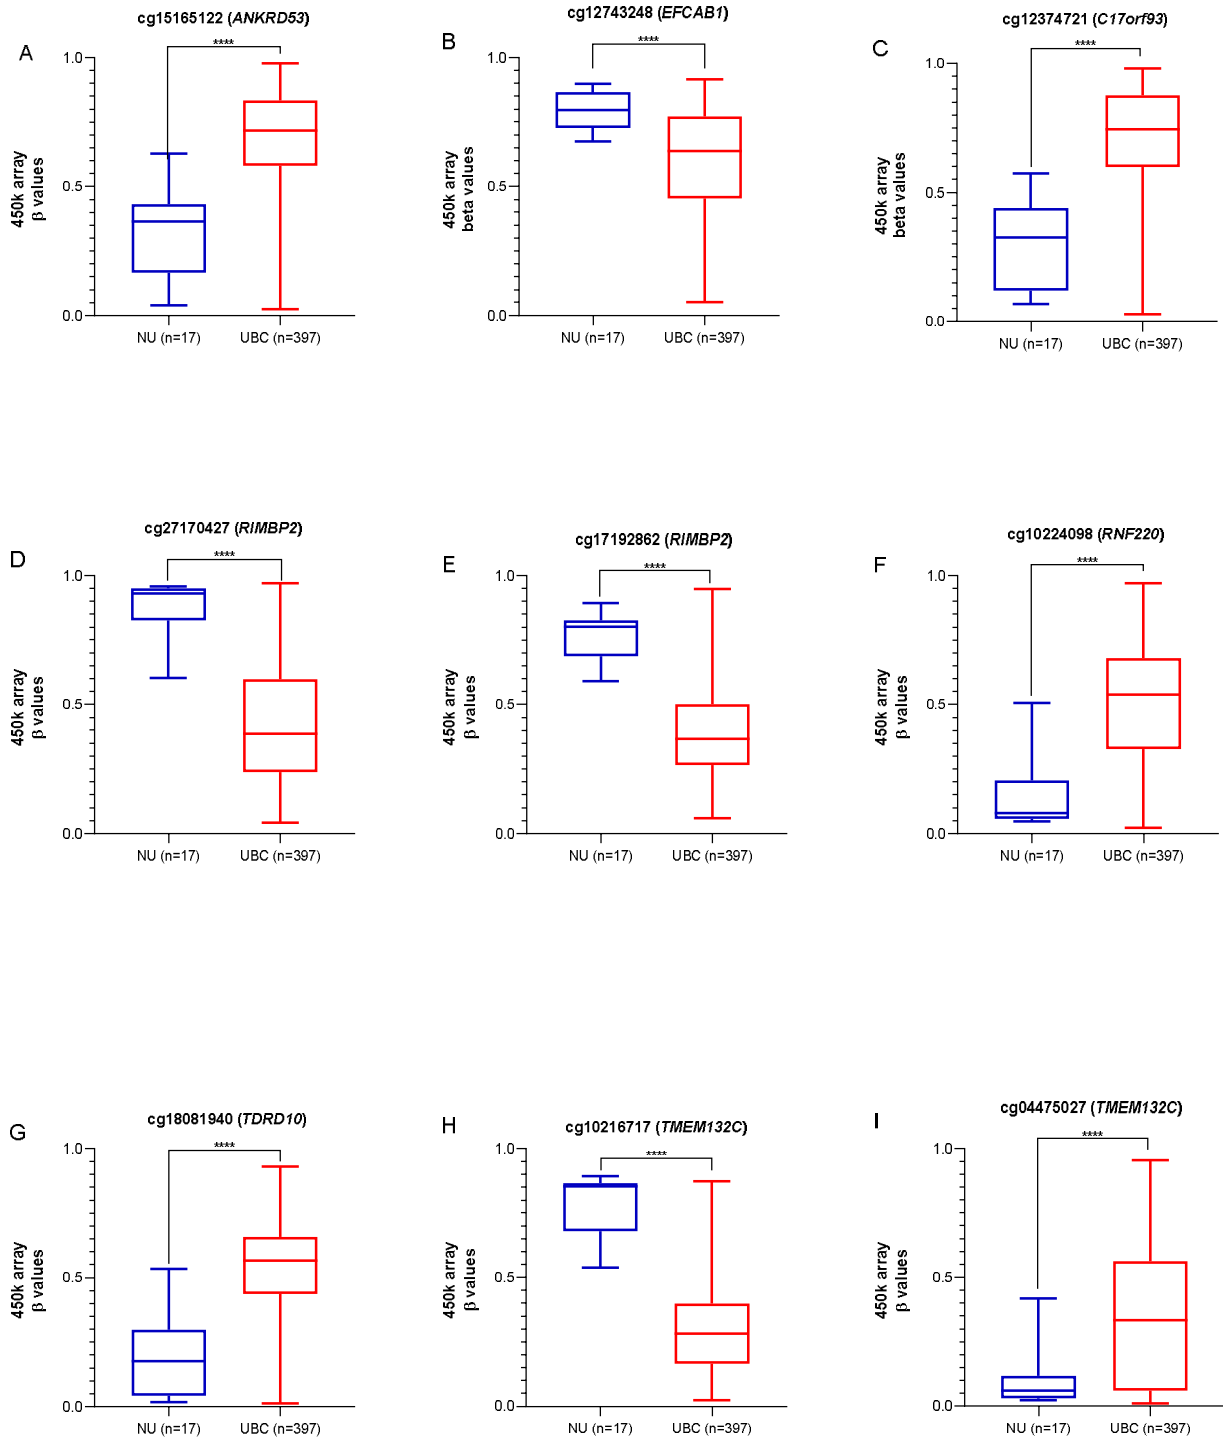 A
cg15165122 (ANKRD53)
****
1.0
0.5
0.0
450k array
β values
NU (n=17)
UBC (n=397)
B
cg12743248 (EFCAB1)
****
1.0
0.5
0.0
450k array
beta values
NU (n=17)
UBC (n=397)
C
cg12374721 (C17orf93)
****
1.0
0.5
0.0
450k array
beta values
NU (n=17)
UBC (n=397)
D
cg27170427 (RIMBP2)
****
1.0
0.5
0.0
450k array
β values
NU (n=17)
UBC (n=397)
E
cg17192862 (RIMBP2)
****
1.0
0.5
0.0
450k array
β values
NU (n=17)
UBC (n=397)
F
cg10224098 (RNF220)
****
1.0
0.5
0.0
450k array
β values
NU (n=17)
UBC (n=397)
G
cg18081940 (TDRD10)
****
1.0
0.5
0.0
450k array
β values
NU (n=17)
UBC (n=397)
H
cg10216717 (TMEM132C)
****
1.0
0.5
0.0
450k array
β values
NU (n=17)
UBC (n=397)
I
cg04475027 (TMEM132C)
****
1.0
0.5
0.0
450k array
β values
NU (n=17)
UBC (n=397)